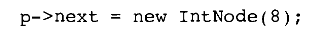 p->next = new IntNode(8);